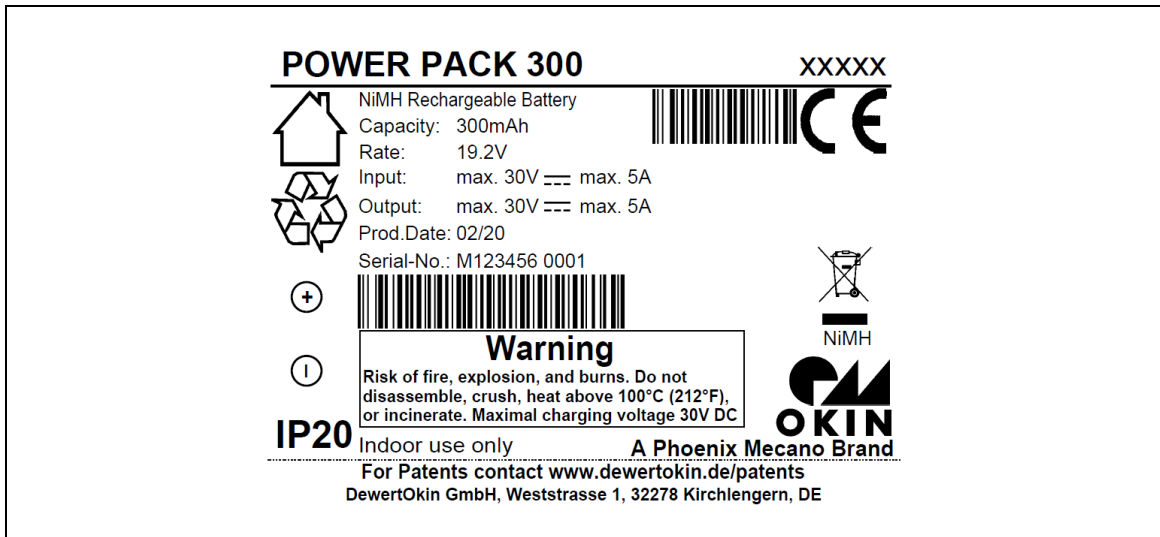 POWER PACK 300 XXXXX
NiMH Rechargeable Battery
Capacity: 300mAh
Rate: 19.2V
Input: max. 30V ⎓ max. 5A
Output: max. 30V ⎓ max. 5A
Prod.Date: 02/20
Serial-No.: M123456 0001
CE
NiMH
Warning
Risk of fire, explosion, and burns. Do not
disassemble, crush, heat above 100°C (212°F),
or incinerate. Maximal charging voltage 30V DC
OKIN
IP20 Indoor use only
A Phoenix Mecano Brand
For Patents contact www.dewertokin.de/patents
DewertOkin GmbH, Weststrasse 1, 32278 Kirchlengern, DE